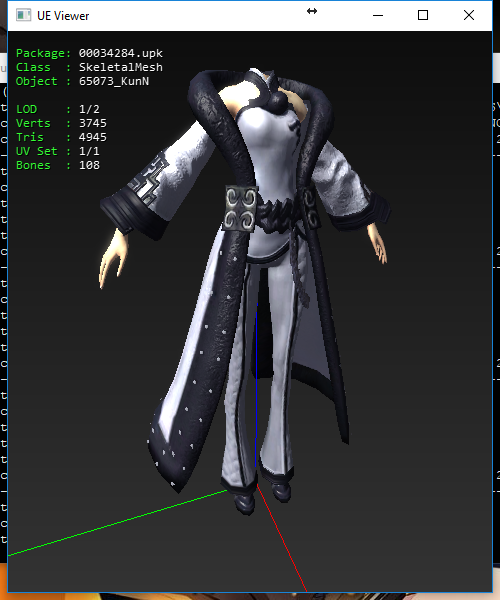 UE Viewer
Package: 00034284.upk
Class : SkeletalMesh
Object : 65073_KunN
LOD : 1/2
Verts : 3745
Tris : 4945
UV Set : 1/1
Bones : 108